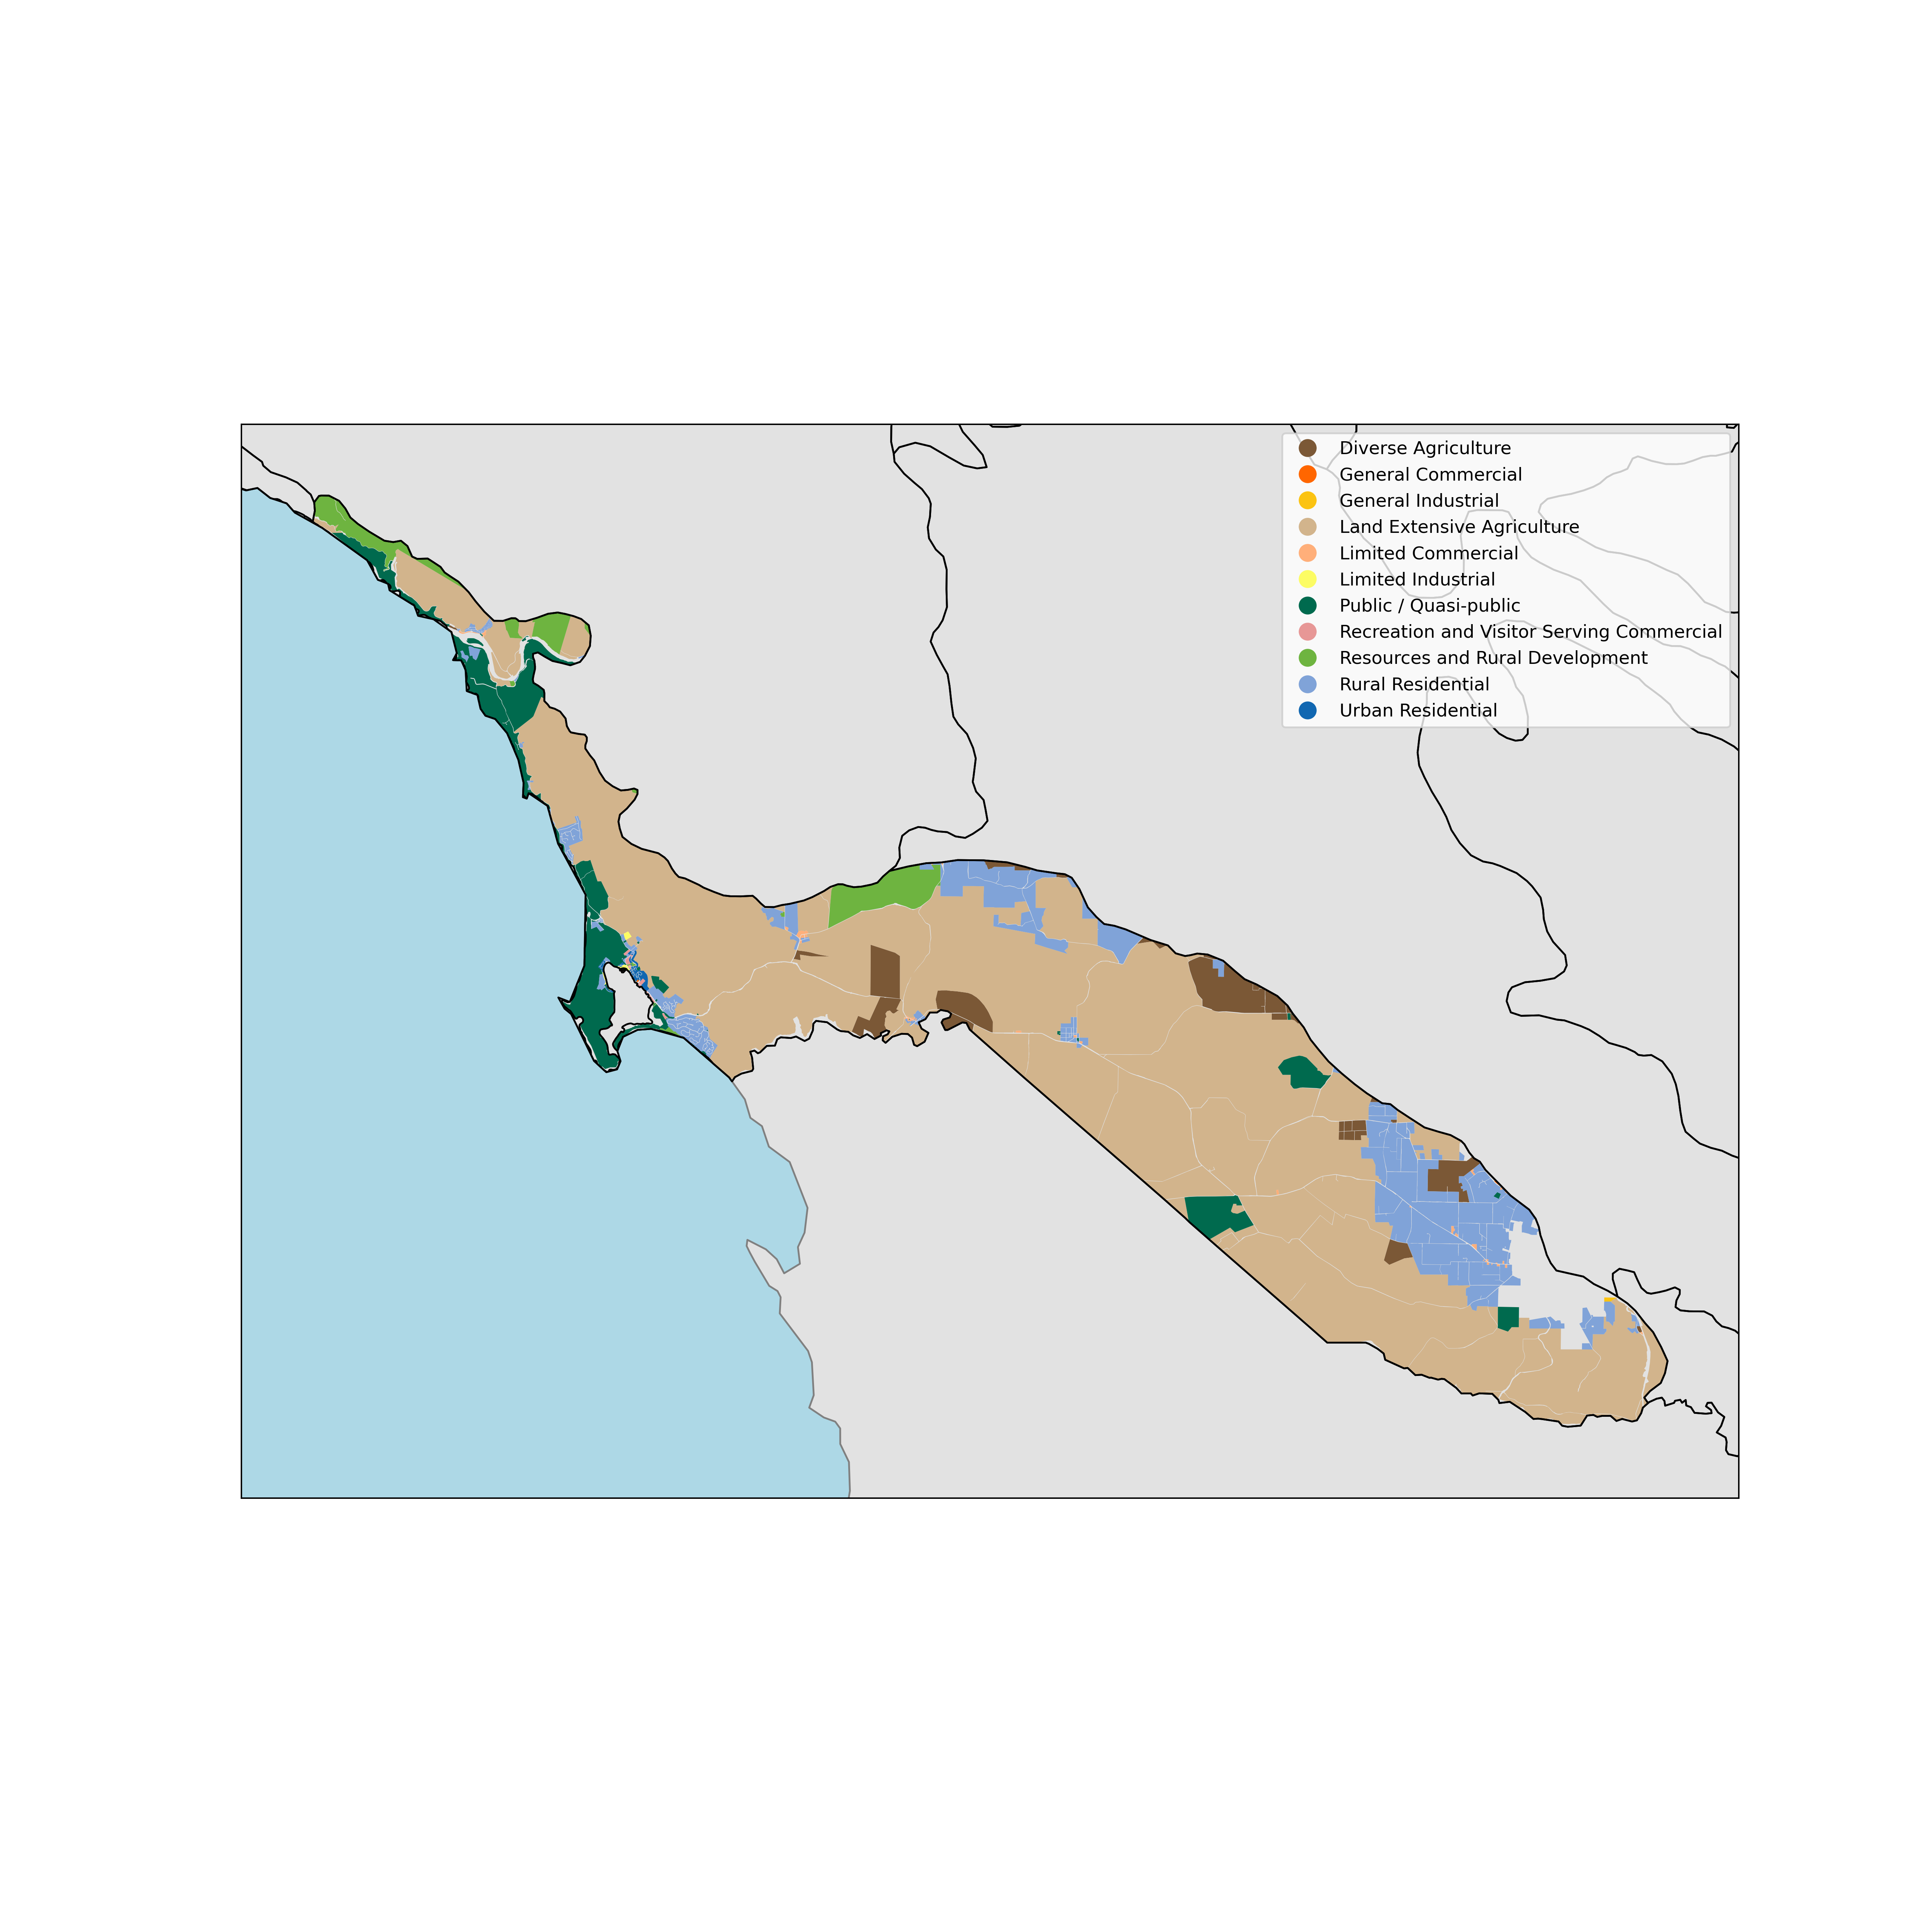 Diverse Agriculture
General Commercial
General Industrial
Land Extensive Agriculture
Limited Commercial
Limited Industrial
Public / Quasi-public
Recreation and Visitor Serving Commercial
Resources and Rural Development
Rural Residential
Urban Residential